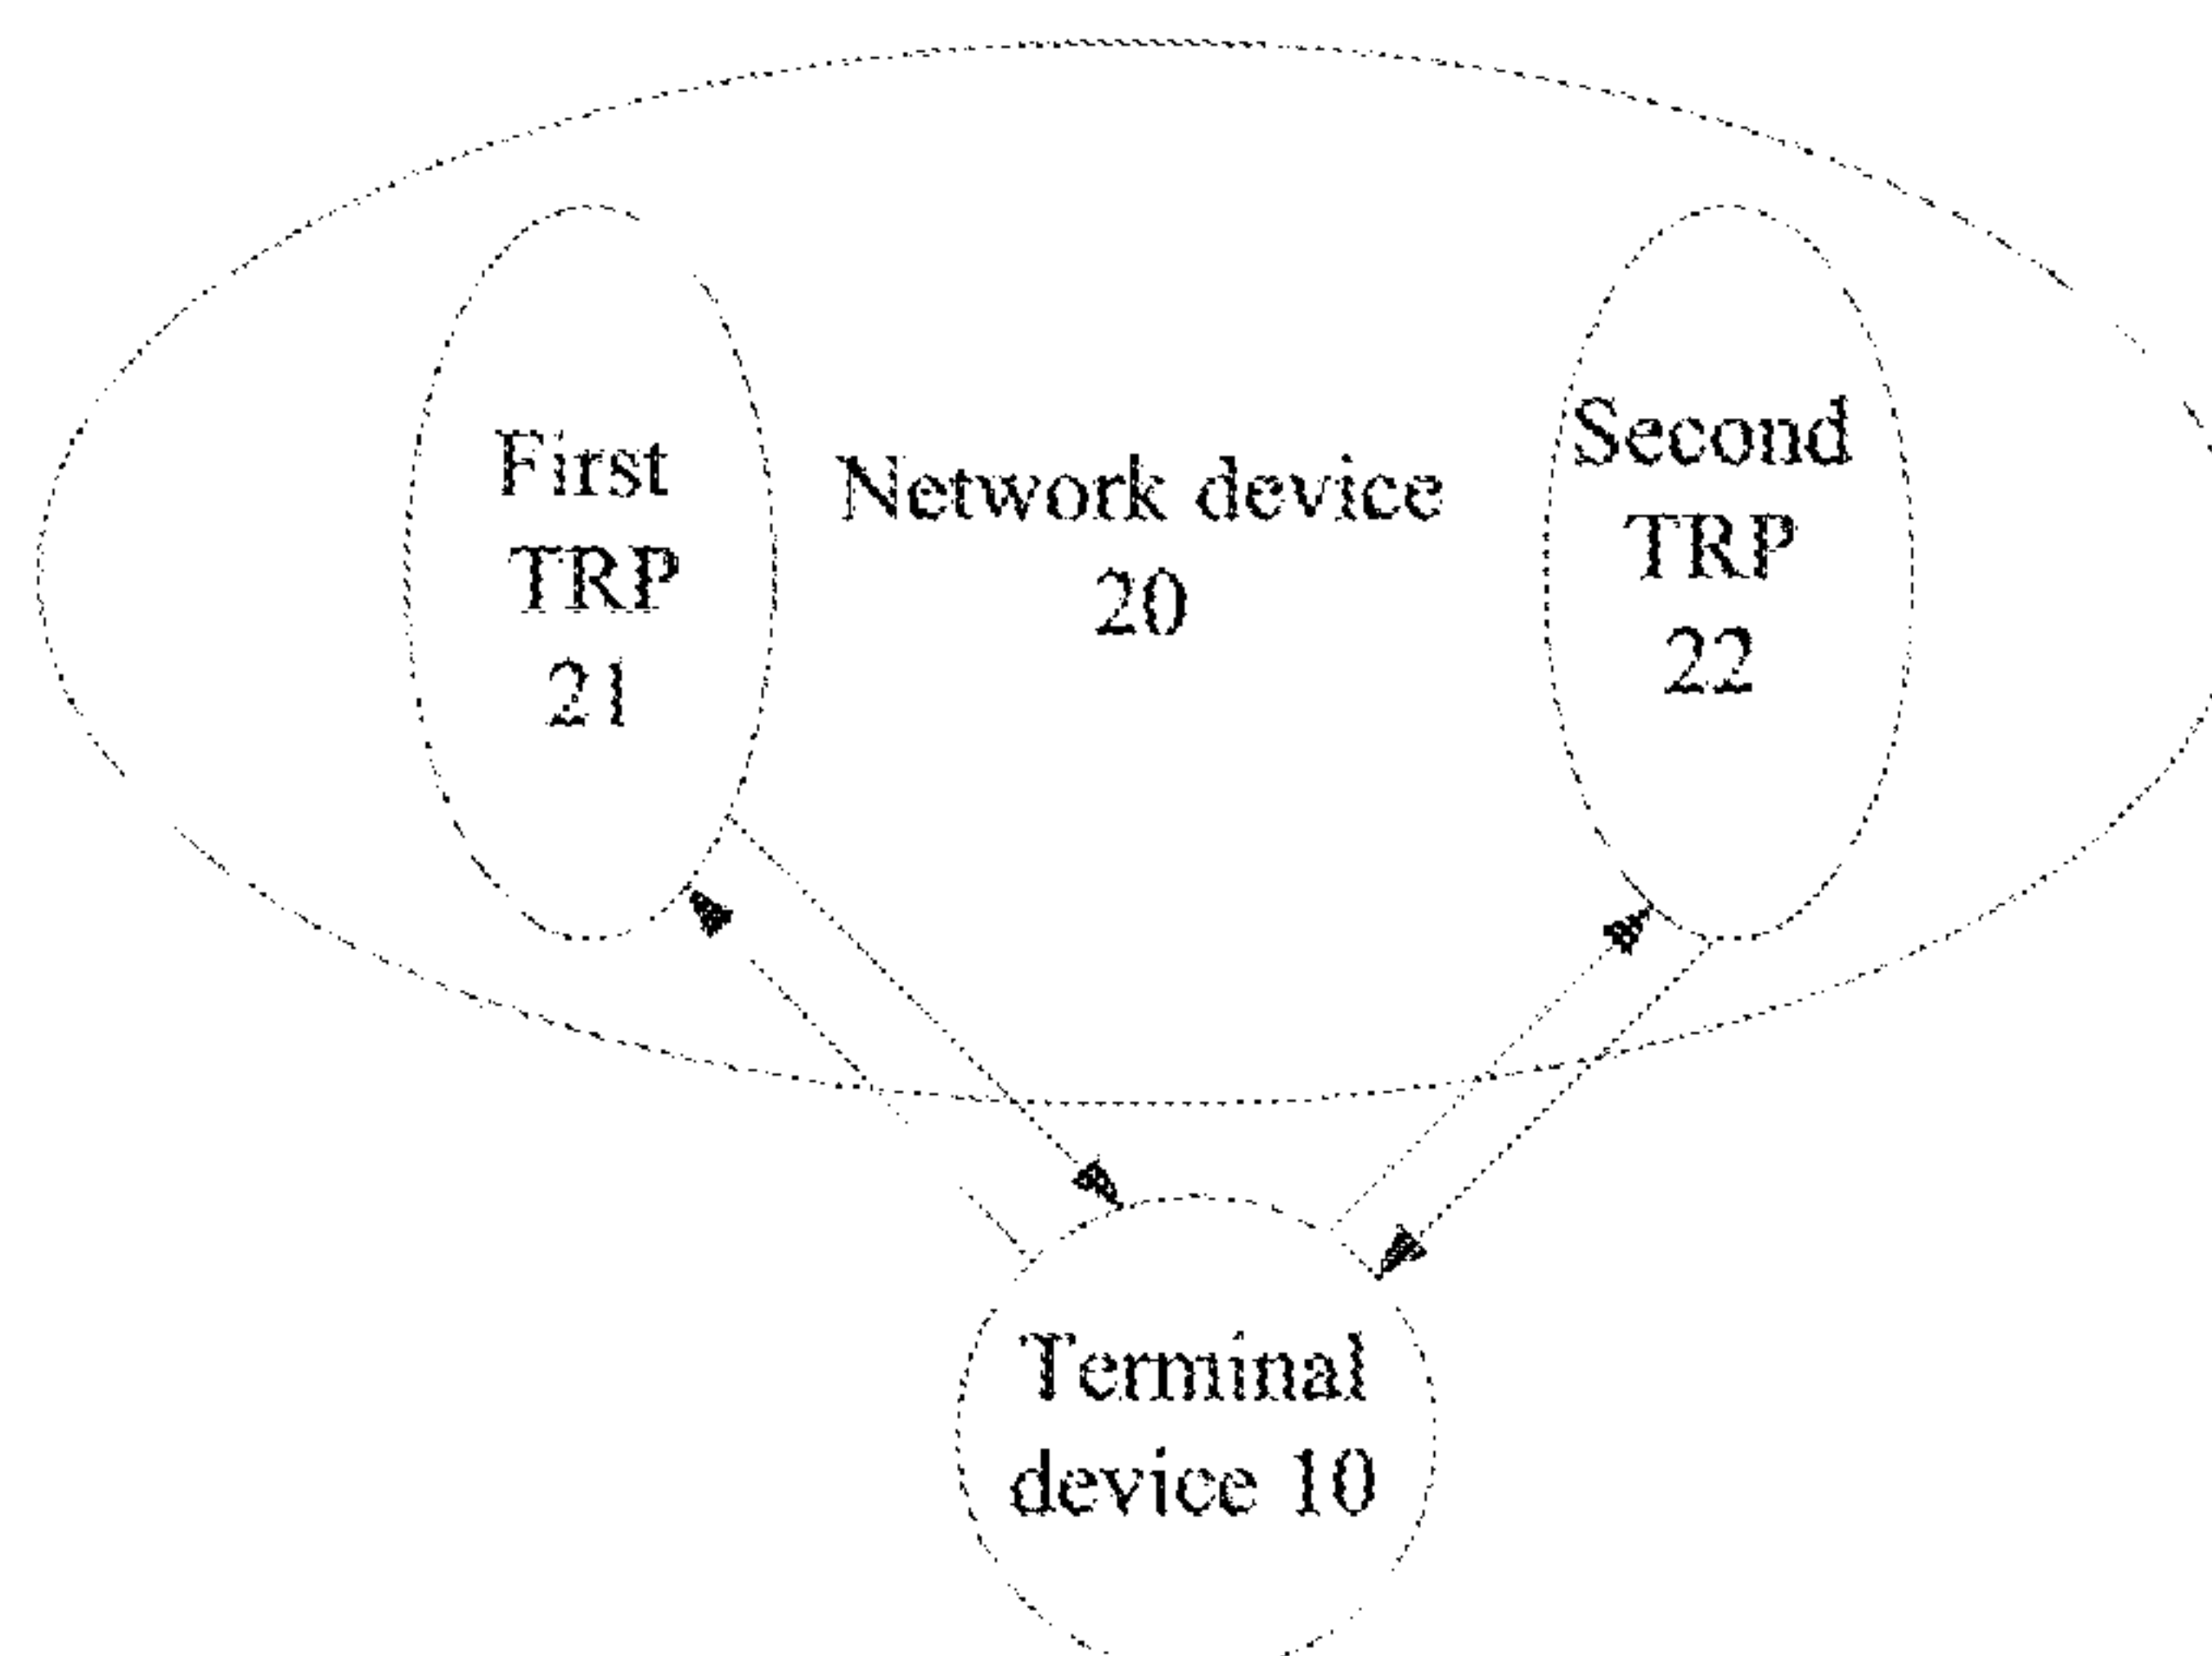 First
TRP
21
Network device
20
Second
TRP
22
Terminal
device 10